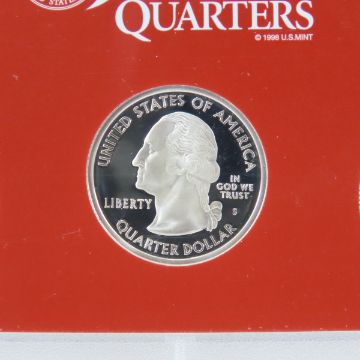 QUARTERS
© 1998 U.S. MINT
UNITED STATES OF AMERICA
IN
GOD WE
TRUST
LIBERTY
S
QUARTER DOLLAR